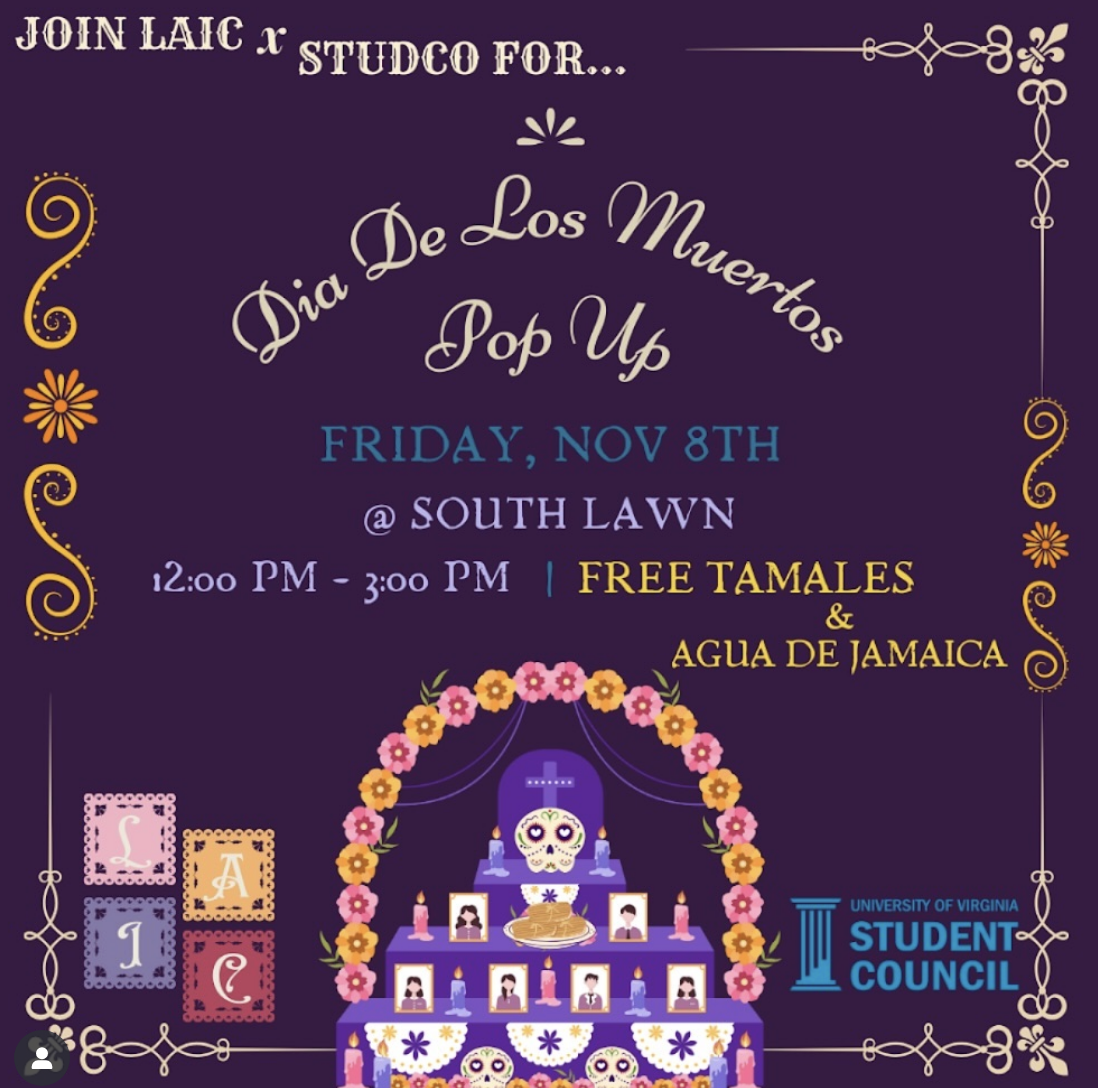 JOIN LAIC x STUDCO FOR...
Dia De Los Muertos
Pop Up
FRIDAY, NOV 8TH
@ SOUTH LAWN
12:00 PM - 3:00 PM | FREE TAMALES
&
AGUA DE JAMAICA
L
A
I
C
UNIVERSITY OF VIRGINIA
STUDENT
COUNCIL